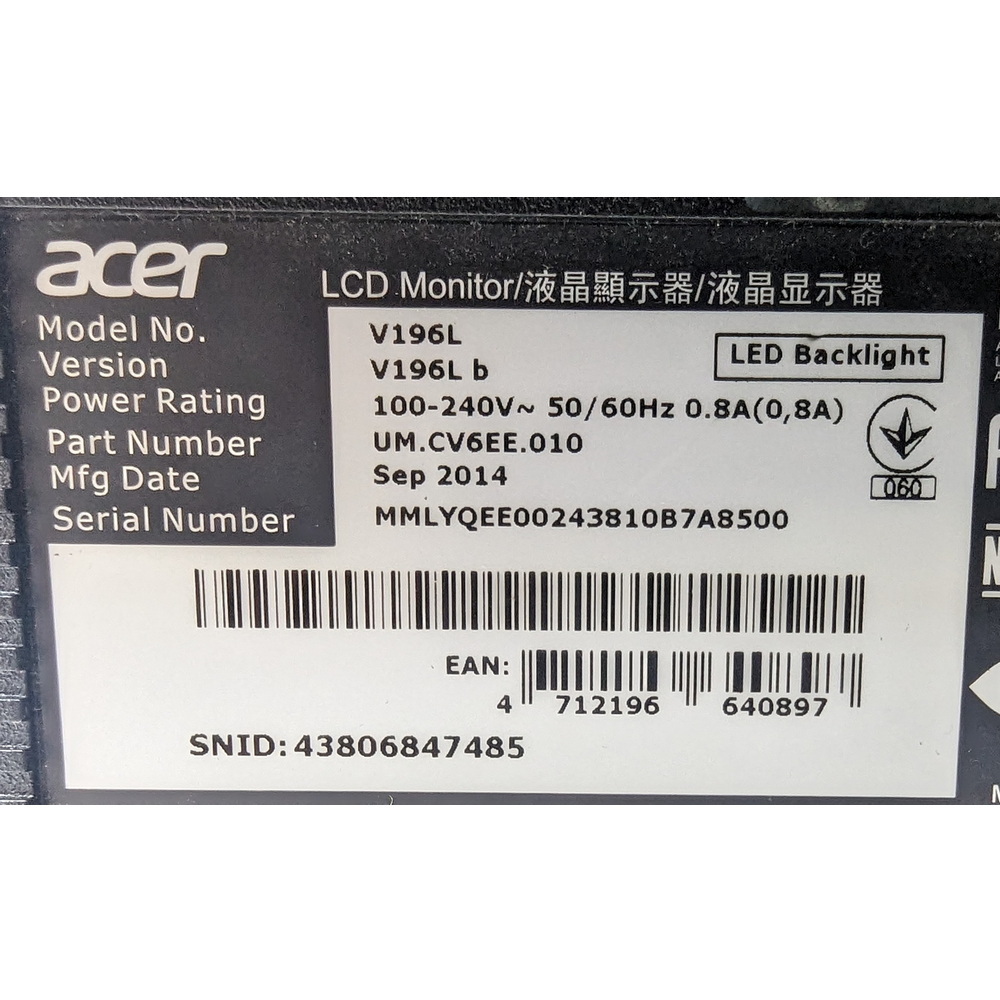 acer
LCD Monitor/液晶顯示器/液晶显示器
Model No. V196L
LED Backlight
Version V196L b
Power Rating 100-240V~ 50/60Hz 0.8A(0,8A)
Part Number UM.CV6EE.010
Mfg Date Sep 2014
060
Serial Number MMLYQEE00243810B7A8500
EAN:
4 712196 640897
SNID:43806847485